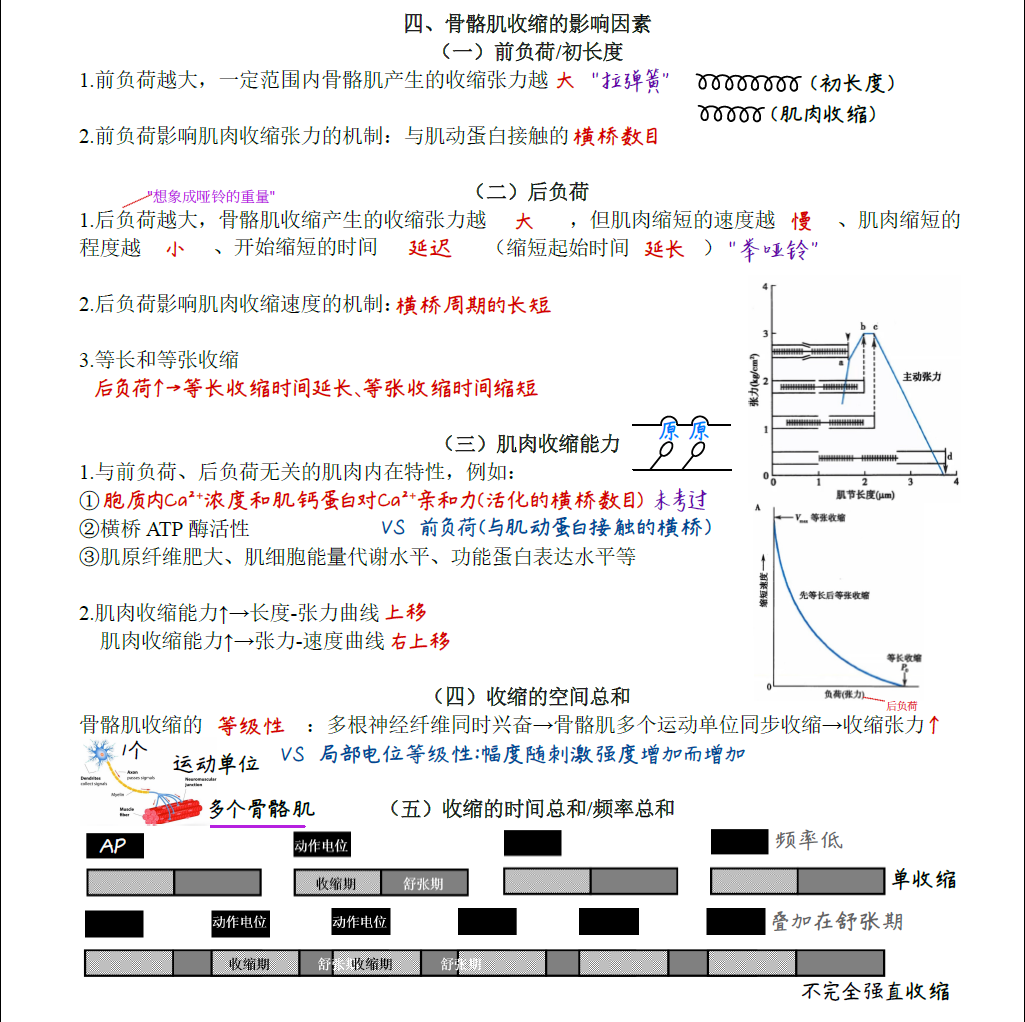 四、骨骼肌收缩的影响因素
（一）前负荷/初长度
1.前负荷越大，一定范围内骨骼肌产生的收缩张力越 大 "拉弹簧" （初长度）
（肌肉收缩）
2.前负荷影响肌肉收缩张力的机制：与肌动蛋白接触的 横桥数目
（二）后负荷
"想象成哑铃的重量"
1.后负荷越大，骨骼肌收缩产生的收缩张力越 大 ，但肌肉缩短的速度越 慢 、肌肉缩短的
程度越 小 、开始缩短的时间 延迟 （缩短起始时间 延长 ）"举哑铃"
2.后负荷影响肌肉收缩速度的机制：横桥周期的长短
3.等长和等张收缩
后负荷↑→等长收缩时间延长、等张收缩时间缩短
4
3
2
1
0
张力(kg/cm²)
a
b
c
d
主动张力
0 1 2 3 4
肌节长度(μm)
（三）肌肉收缩能力
原 原
1.与前负荷、后负荷无关的肌肉内在特性，例如：
①胞质内Ca²⁺浓度和肌钙蛋白对Ca²⁺亲和力(活化的横桥数目) 未考过
②横桥 ATP 酶活性 VS 前负荷(与肌动蛋白接触的横桥)
③肌原纤维肥大、肌细胞能量代谢水平、功能蛋白表达水平等
2.肌肉收缩能力↑→长度-张力曲线 上移
肌肉收缩能力↑→张力-速度曲线 右上移
A
Vmax 等张收缩
缩短速度
先等长后等张收缩
等长收缩
P₀
0
负荷(张力)
后负荷
（四）收缩的空间总和
骨骼肌收缩的 等级性 ：多根神经纤维同时兴奋→骨骼肌多个运动单位同步收缩→收缩张力↑
VS 局部电位等级性:幅度随刺激强度增加而增加
1个
运动单位
Dendrites
collect signals
Axon
passes signals
Myelin
Neuromuscular
junction
Muscle
fiber
多个骨骼肌
（五）收缩的时间总和/频率总和
AP 动作电位 频率低
收缩期 舒张期 单收缩
动作电位 动作电位 叠加在舒张期
收缩期 舒张期 收缩期 舒张期
不完全强直收缩